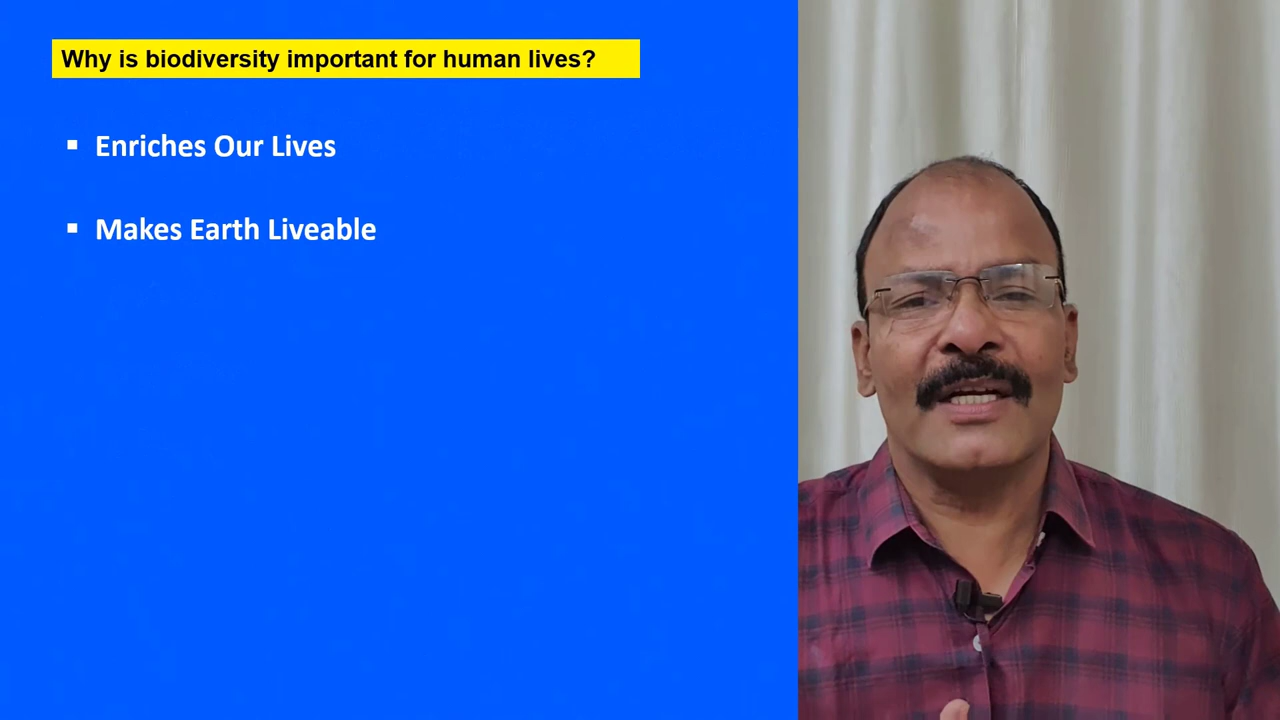 Why is biodiversity important for human lives?
▪ Enriches Our Lives
▪ Makes Earth Liveable